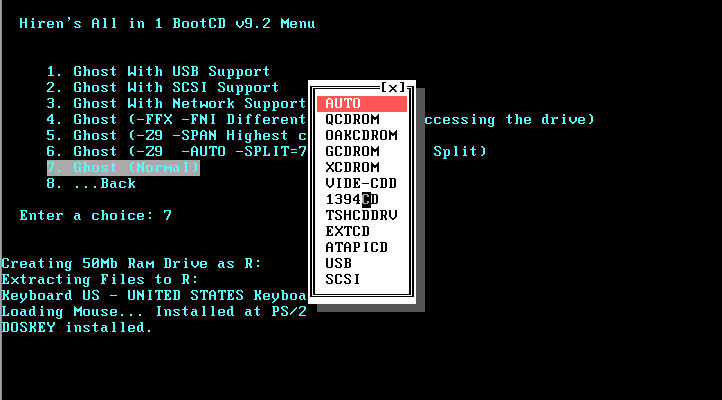 Hiren's All in 1 BootCD v9.2 Menu
1. Ghost With USB Support
2. Ghost With SCSI Support
3. Ghost With Network Support
4. Ghost (-FFX -FNI Different ccessing the drive)
5. Ghost (-Z9 -SPAN Highest c
6. Ghost (-Z9 -AUTO -SPLIT=7 Split)
7. Ghost (Normal)
8. ...Back
Enter a choice: 7
Creating 50Mb Ram Drive as R:
Extracting Files to R:
Keyboard US - UNITED STATES Keyboa
Loading Mouse... Installed at PS/2
DOSKEY installed.
[x]
AUTO
QCDROM
OAKCDROM
GCDROM
XCDROM
VIDE-CDD
1394CD
TSHCDDRV
EXTCD
ATAPICD
USB
SCSI